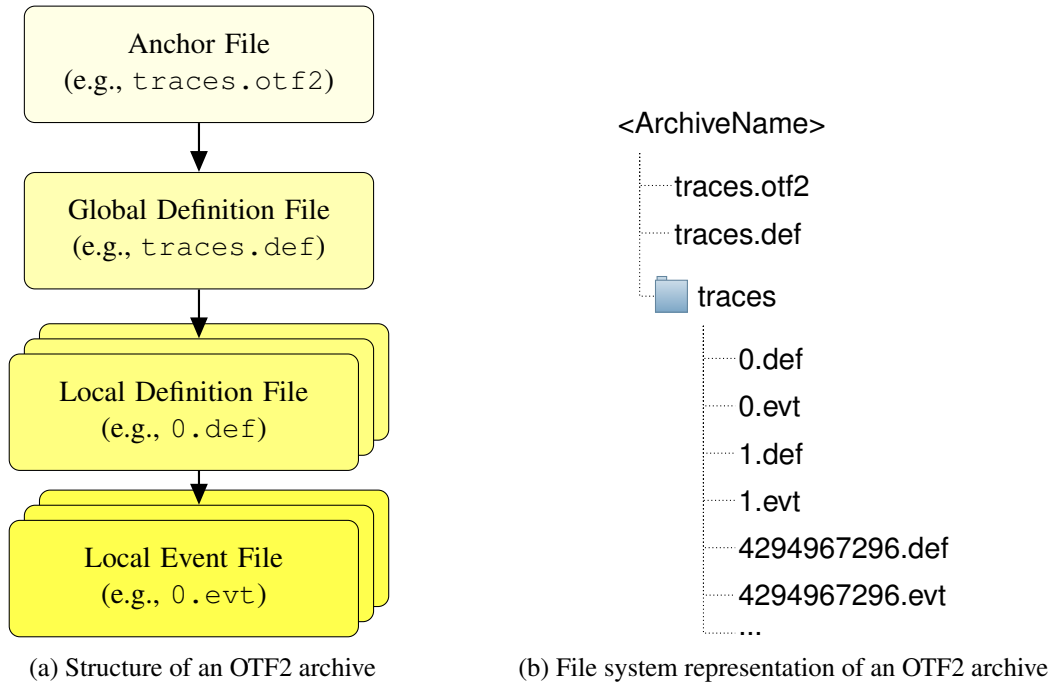 Anchor File
(e.g., traces.otf2)
Global Definition File
(e.g., traces.def)
Local Definition File
(e.g., 0.def)
Local Event File
(e.g., 0.evt)
(a) Structure of an OTF2 archive
<ArchiveName>
traces.otf2
traces.def
traces
0.def
0.evt
1.def
1.evt
4294967296.def
4294967296.evt
...
(b) File system representation of an OTF2 archive